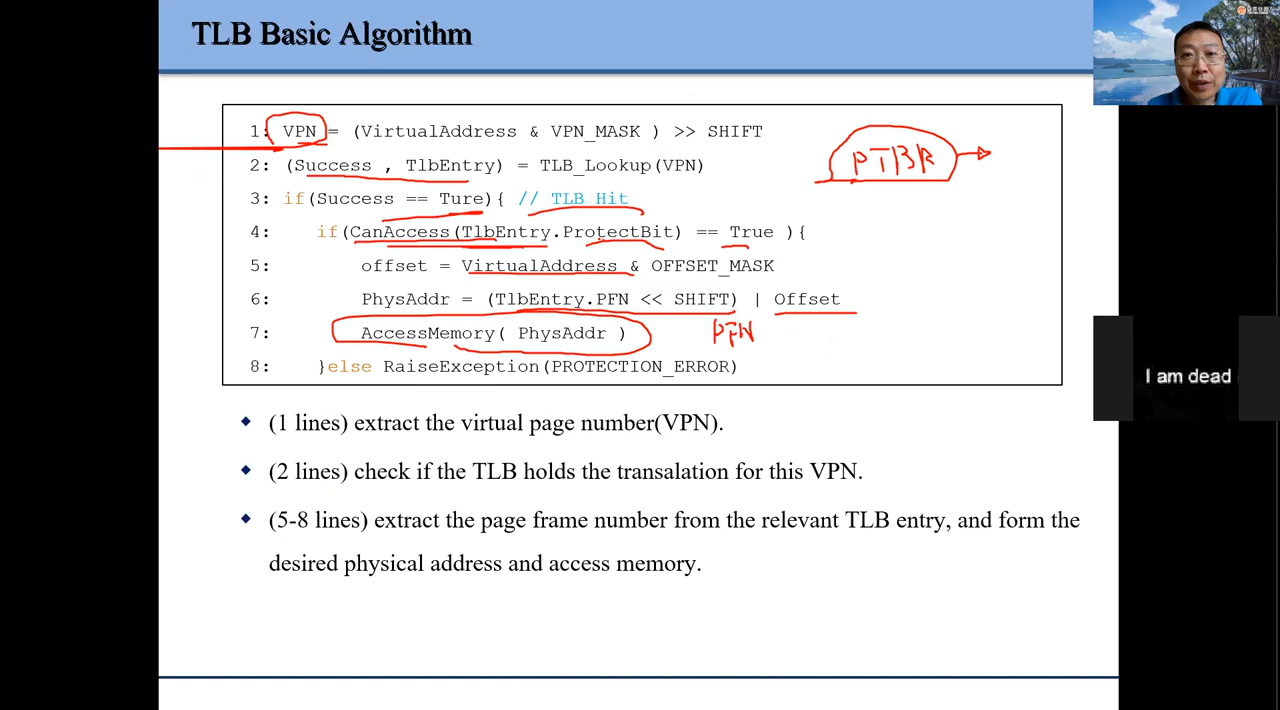 TLB Basic Algorithm
1: VPN = (VirtualAddress & VPN_MASK ) >> SHIFT
2: (Success , TlbEntry) = TLB_Lookup(VPN)
3: if(Success == Ture){ // TLB Hit
4: if(CanAccess(TlbEntry.ProtectBit) == True ){
5: offset = VirtualAddress & OFFSET_MASK
6: PhysAddr = (TlbEntry.PFN << SHIFT) | Offset
7: AccessMemory( PhysAddr )
8: }else RaiseException(PROTECTION_ERROR)
PTBR
PFN
(1 lines) extract the virtual page number(VPN).
(2 lines) check if the TLB holds the transalation for this VPN.
(5-8 lines) extract the page frame number from the relevant TLB entry, and form the
desired physical address and access memory.
I am dead